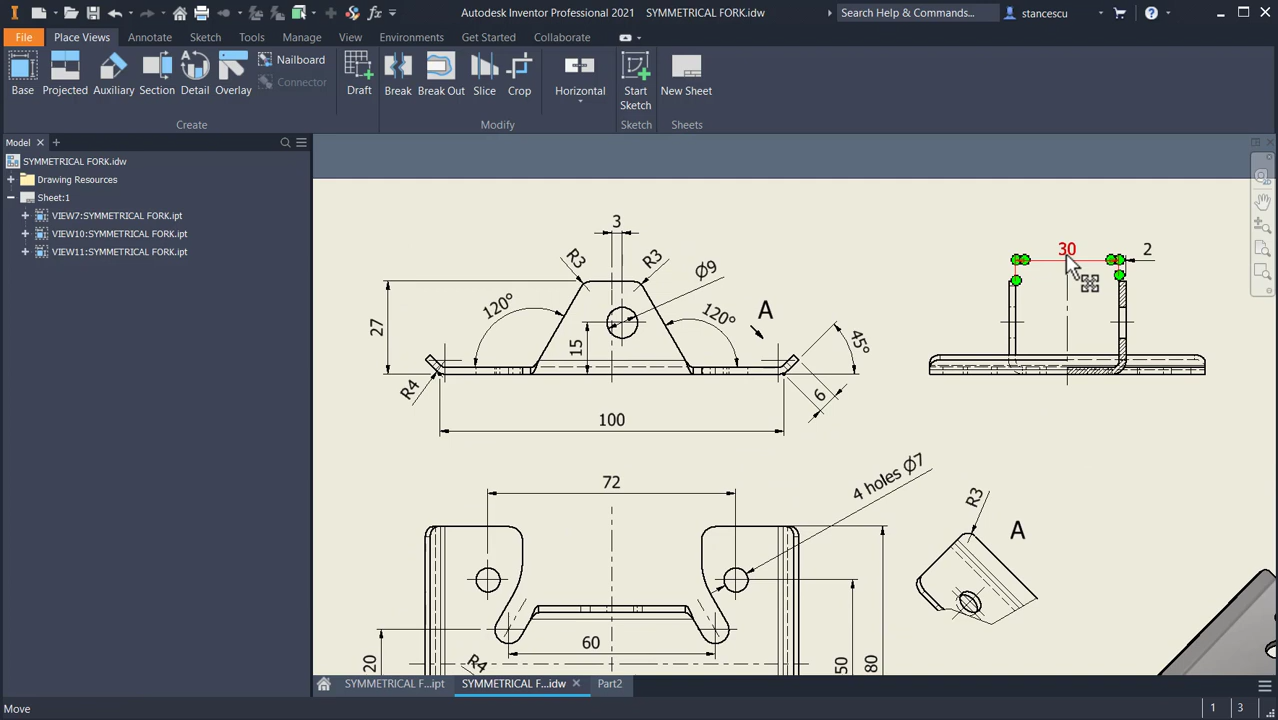 Autodesk Inventor Professional 2021 SYMMETRICAL FORK.idw
Search Help & Commands...
stancescu
File
Place Views
Annotate
Sketch
Tools
Manage
View
Environments
Get Started
Collaborate
Base
Projected
Auxiliary
Section
Detail
Overlay
Nailboard
Connector
Draft
Break
Break Out
Slice
Crop
Horizontal
Start Sketch
New Sheet
Create
Modify
Sketch
Sheets
Model
SYMMETRICAL FORK.idw
Drawing Resources
Sheet:1
VIEW7:SYMMETRICAL FORK.ipt
VIEW10:SYMMETRICAL FORK.ipt
VIEW11:SYMMETRICAL FORK.ipt
3
R3
R3
Ø9
120°
120°
A
27
15
45°
R4
6
100
30
2
72
4 holes Ø7
R3
A
60
20
R4
50
80
SYMMETRICAL F...ipt
SYMMETRICAL F...idw
Part2
Move
1
3